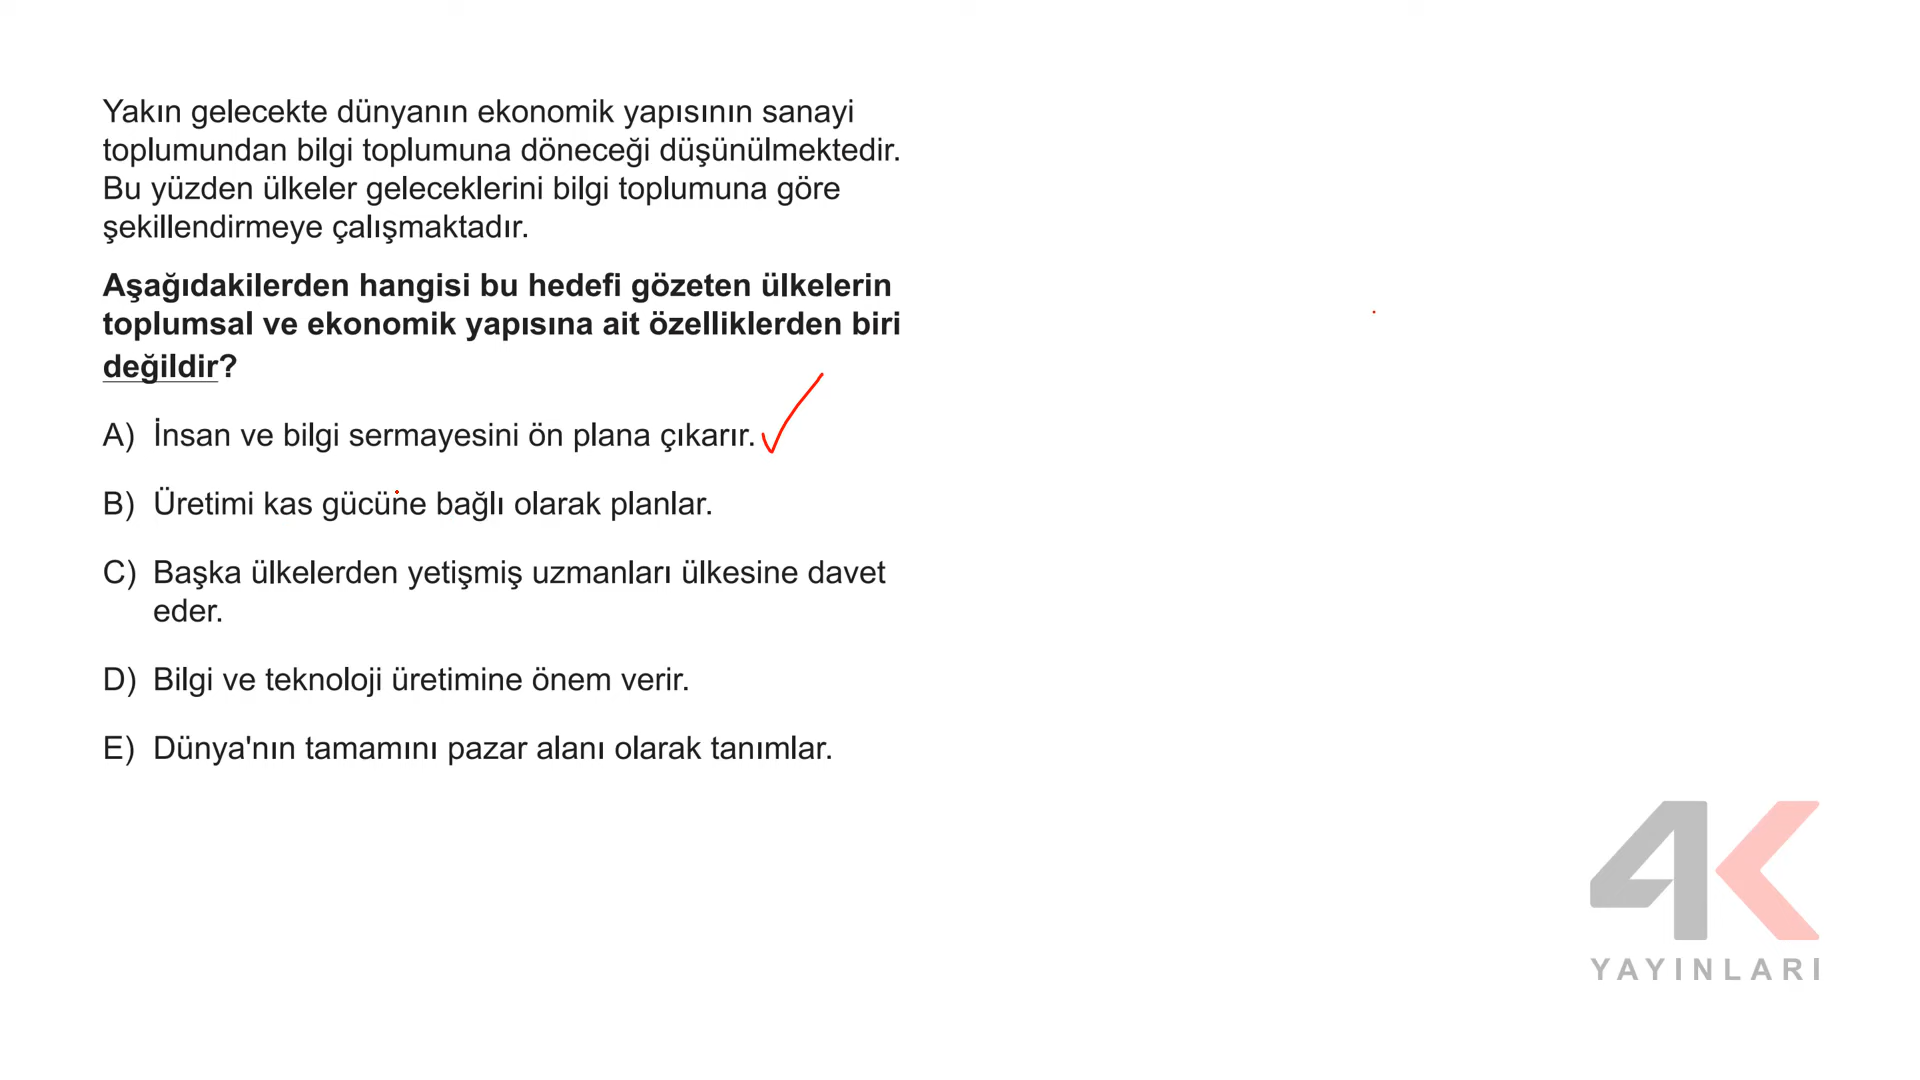 Yakın gelecekte dünyanın ekonomik yapısının sanayi
toplumundan bilgi toplumuna döneceği düşünülmektedir.
Bu yüzden ülkeler geleceklerini bilgi toplumuna göre
şekillendirmeye çalışmaktadır.
Aşağıdakilerden hangisi bu hedefi gözeten ülkelerin
toplumsal ve ekonomik yapısına ait özelliklerden biri
değildir?
A) İnsan ve bilgi sermayesini ön plana çıkarır.
B) Üretimi kas gücüne bağlı olarak planlar.
C) Başka ülkelerden yetişmiş uzmanları ülkesine davet
eder.
D) Bilgi ve teknoloji üretimine önem verir.
E) Dünya'nın tamamını pazar alanı olarak tanımlar.
4K
YAYINLARI